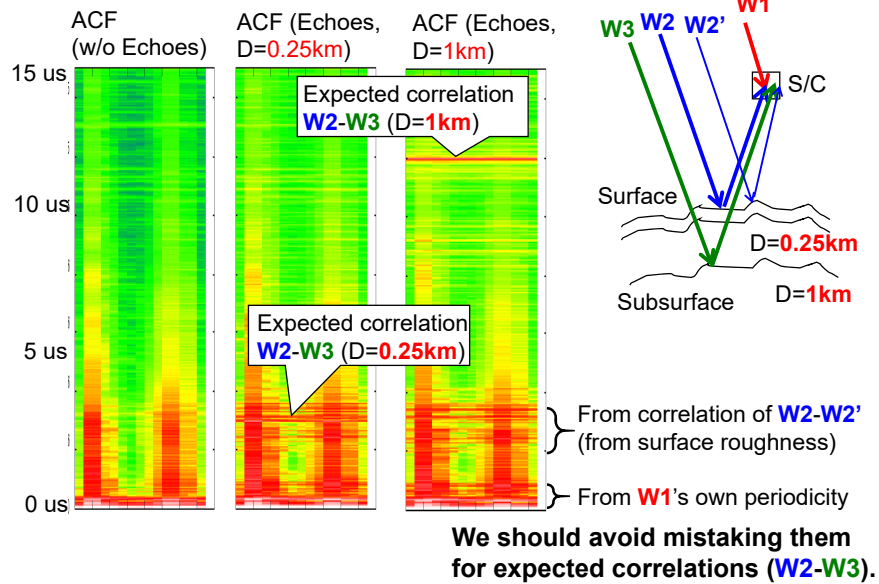 ACF
(w/o Echoes)
ACF (Echoes,
D=0.25km)
ACF (Echoes,
D=1km)
15 us
10 us
5 us
0 us
Expected correlation
W2-W3 (D=1km)
Expected correlation
W2-W3 (D=0.25km)
W1
W2
W2'
W3
S/C
Surface
D=0.25km
D=1km
Subsurface
From correlation of W2-W2'
(from surface roughness)
From W1's own periodicity
We should avoid mistaking them
for expected correlations (W2-W3).